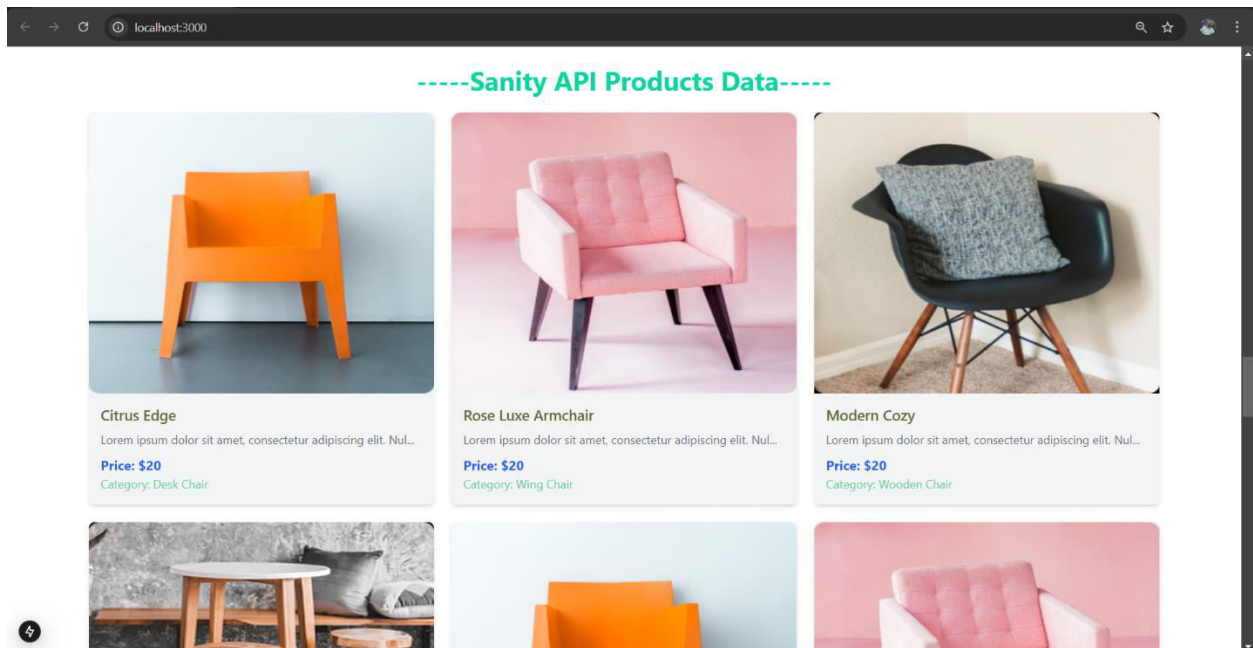 localhost:3000
-----Sanity API Products Data-----
Citrus Edge
Lorem ipsum dolor sit amet, consectetur adipiscing elit. Nul...
Price: $20
Category: Desk Chair
Rose Luxe Armchair
Lorem ipsum dolor sit amet, consectetur adipiscing elit. Nul...
Price: $20
Category: Wing Chair
Modern Cozy
Lorem ipsum dolor sit amet, consectetur adipiscing elit. Nul...
Price: $20
Category: Wooden Chair